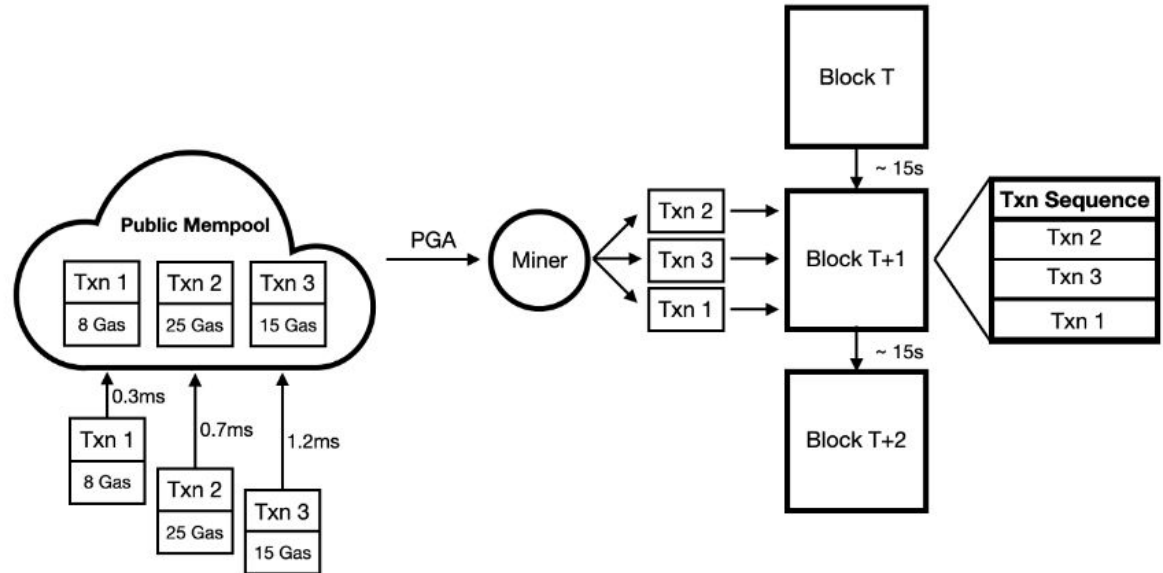 Public Mempool
Txn 1
8 Gas
Txn 2
25 Gas
Txn 3
15 Gas
0.3ms
0.7ms
1.2ms
Txn 1
8 Gas
Txn 2
25 Gas
Txn 3
15 Gas
PGA
Miner
Txn 2
Txn 3
Txn 1
Block T
~ 15s
Block T+1
~ 15s
Block T+2
Txn Sequence
Txn 2
Txn 3
Txn 1